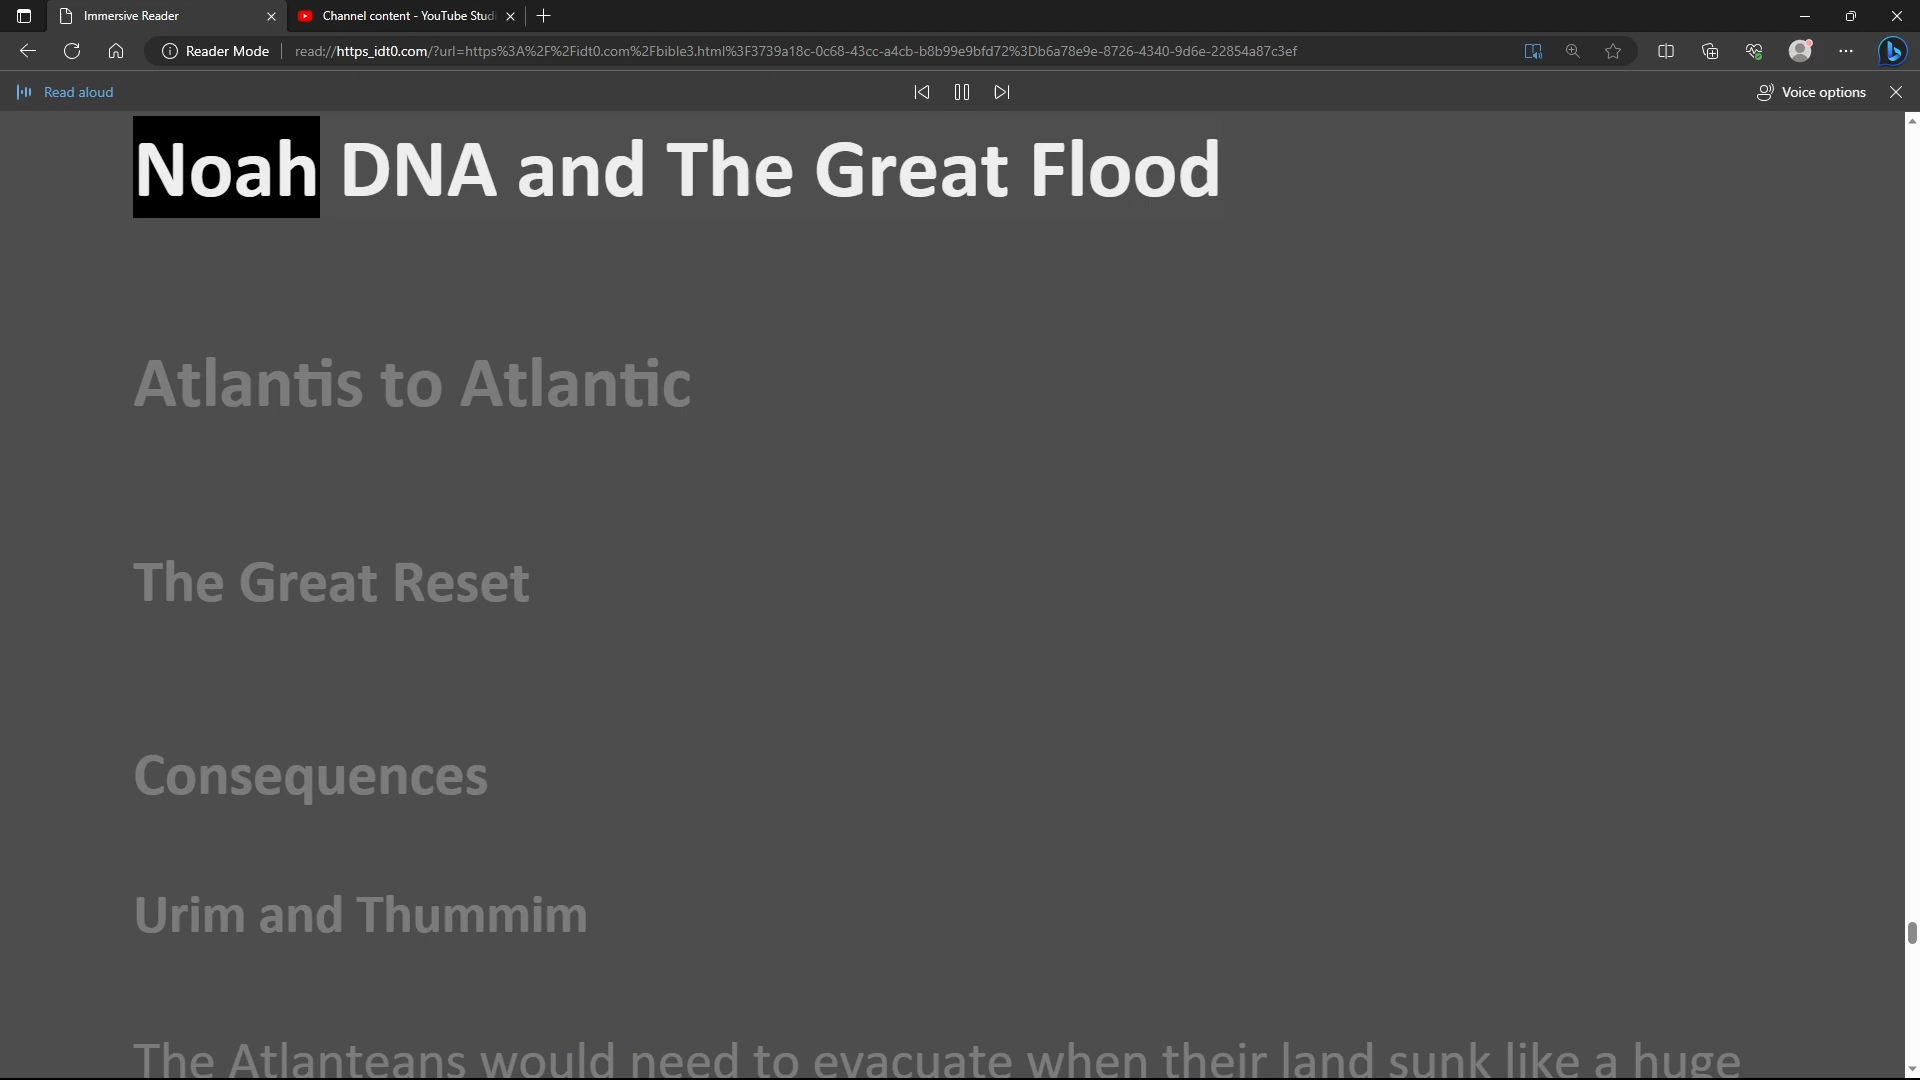 Immersive Reader
Channel content - YouTube Studi
Reader Mode
read://https_idt0.com/?url=https%3A%2F%2Fidt0.com%2Fbible3.html%3F3739a18c-0c68-43cc-a4cb-b8b99e9bfd72%3Db6a78e9e-8726-4340-9d6e-22854a87c3ef
Read aloud
Voice options
Noah DNA and The Great Flood
Atlantis to Atlantic
The Great Reset
Consequences
Urim and Thummim
The Atlanteans would need to evacuate when their land sunk like a huge